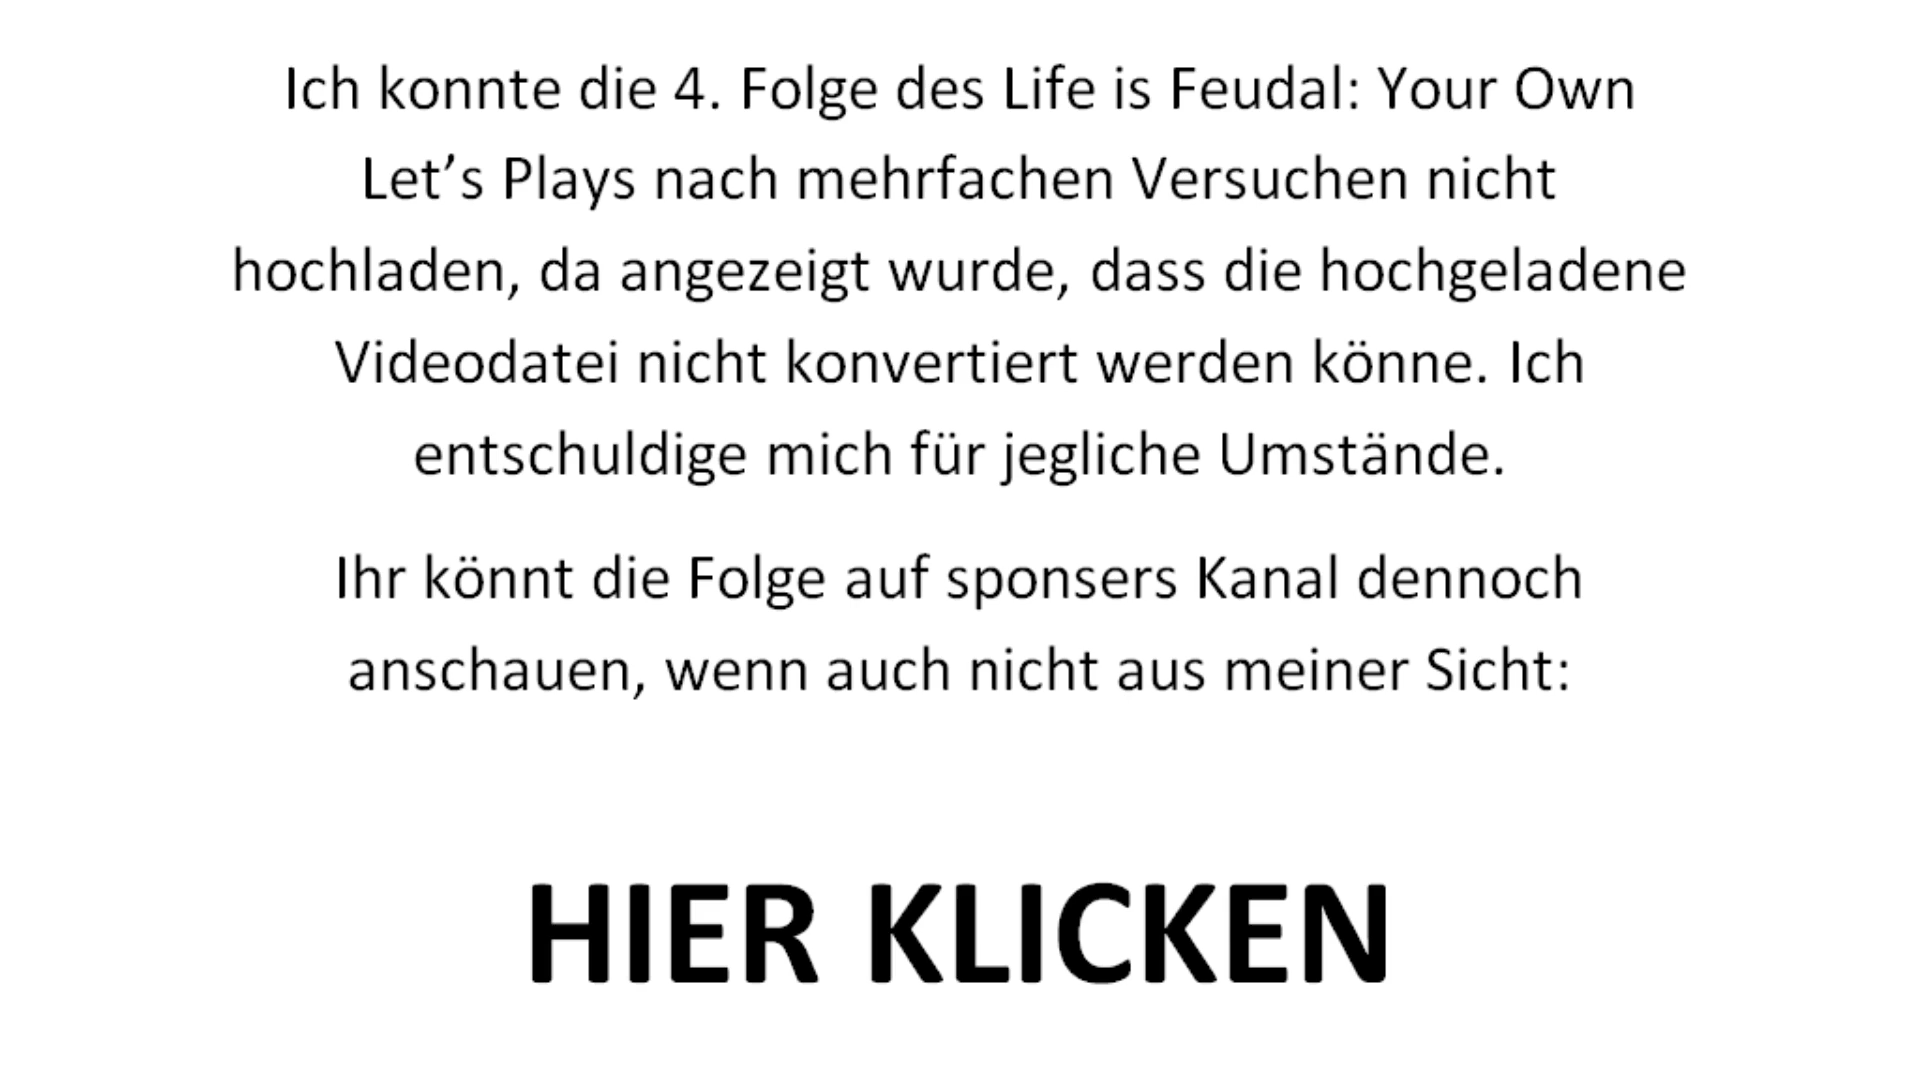 Ich konnte die 4. Folge des Life is Feudal: Your Own
Let’s Plays nach mehrfachen Versuchen nicht
hochladen, da angezeigt wurde, dass die hochgeladene
Videodatei nicht konvertiert werden könne. Ich
entschuldige mich für jegliche Umstände.
Ihr könnt die Folge auf sponsers Kanal dennoch
anschauen, wenn auch nicht aus meiner Sicht:
HIER KLICKEN